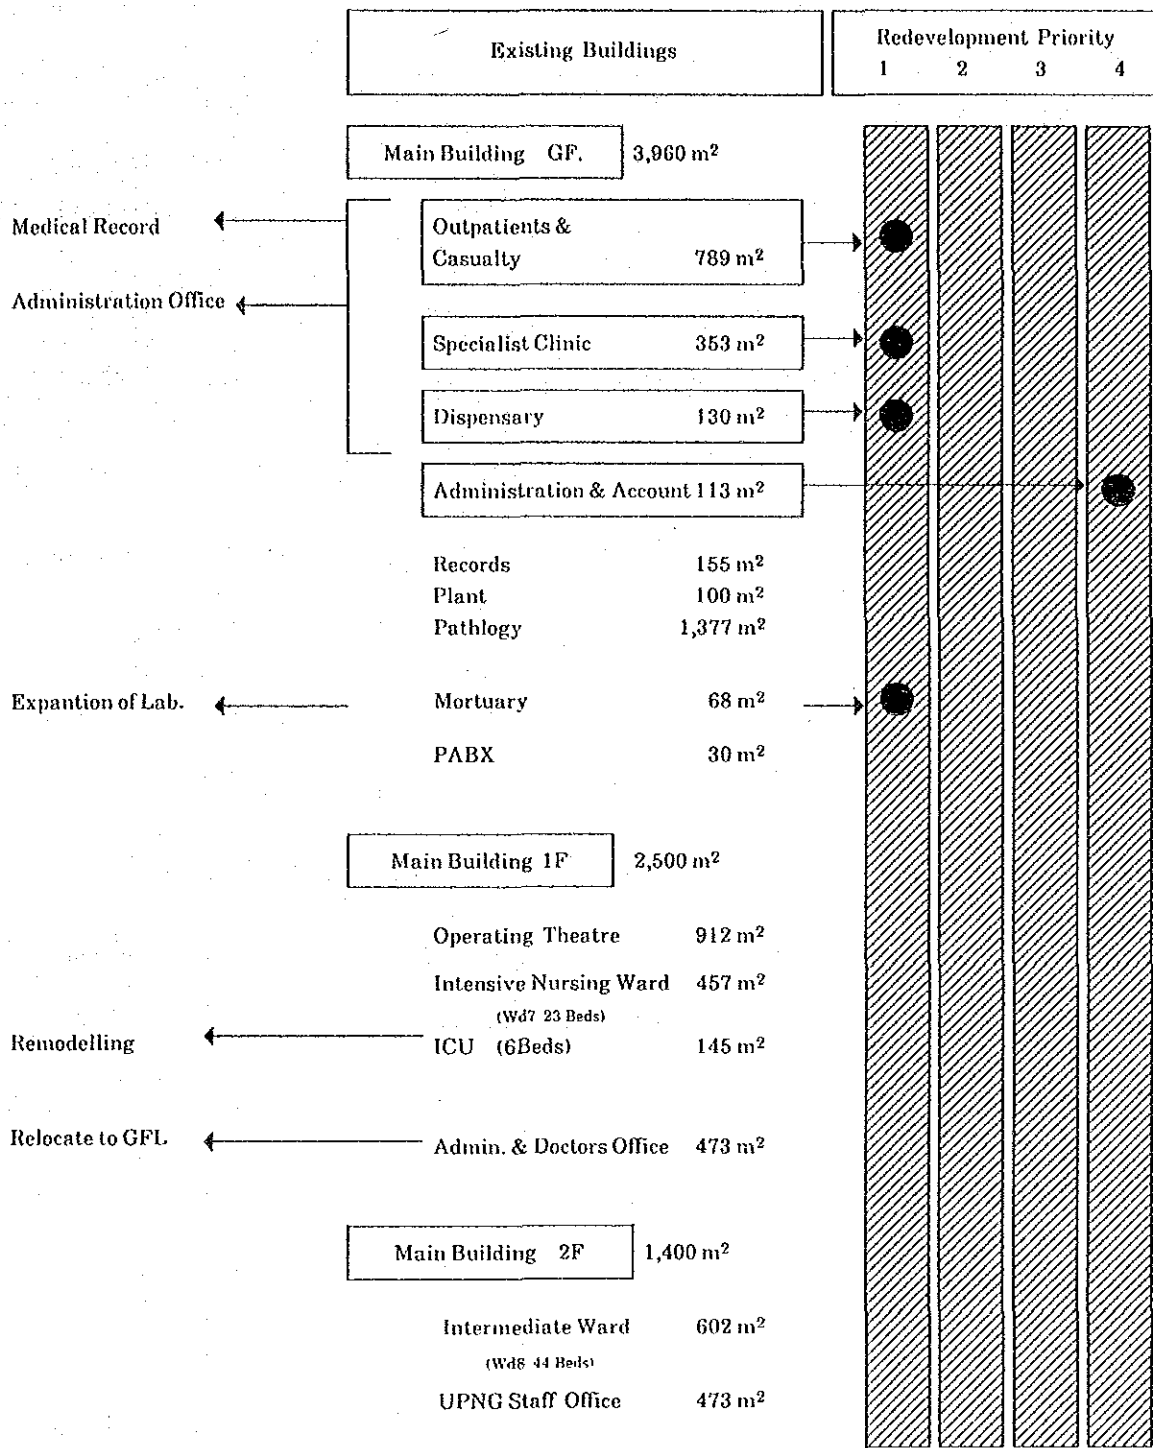 Existing Buildings
Redevelopment Priority
1 2 3 4
Main Building GF. 3,960 m²
Medical Record
Outpatients &
Casualty 789 m²
Administration Office
Specialist Clinic 353 m²
Dispensary 130 m²
Administration & Account 113 m²
Records 155 m²
Plant 100 m²
Pathlogy 1,377 m²
Expantion of Lab.
Mortuary 68 m²
PABX 30 m²
Main Building 1F 2,500 m²
Operating Theatre 912 m²
Intensive Nursing Ward 457 m²
(Wd7 23 Beds)
Remodelling
ICU (6Beds) 145 m²
Relocate to GFL
Admin. & Doctors Office 473 m²
Main Building 2F 1,400 m²
Intermediate Ward 602 m²
(Wd8 44 Beds)
UPNG Staff Office 473 m²